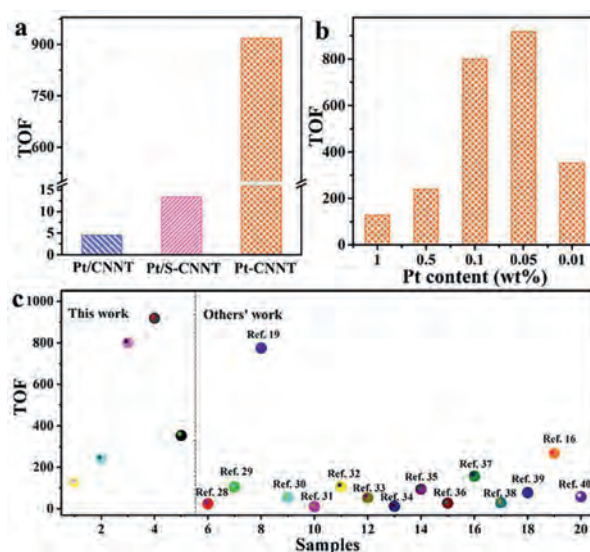 a
TOF
900
750
600
15
10
5
0
Pt/CNNT Pt/S-CNNT Pt-CNNT
b
TOF
800
600
400
200
0
1 0.5 0.1 0.05 0.01
Pt content (wt%)
c
TOF
1000
800
600
400
200
0
This work Others' work
Ref. 19
Ref. 16
Ref. 28
Ref. 29
Ref. 30
Ref. 31
Ref. 32
Ref. 33
Ref. 34
Ref. 35
Ref. 36
Ref. 37
Ref. 38
Ref. 39
Ref. 40
2 4 6 8 10 12 14 16 18 20
Samples